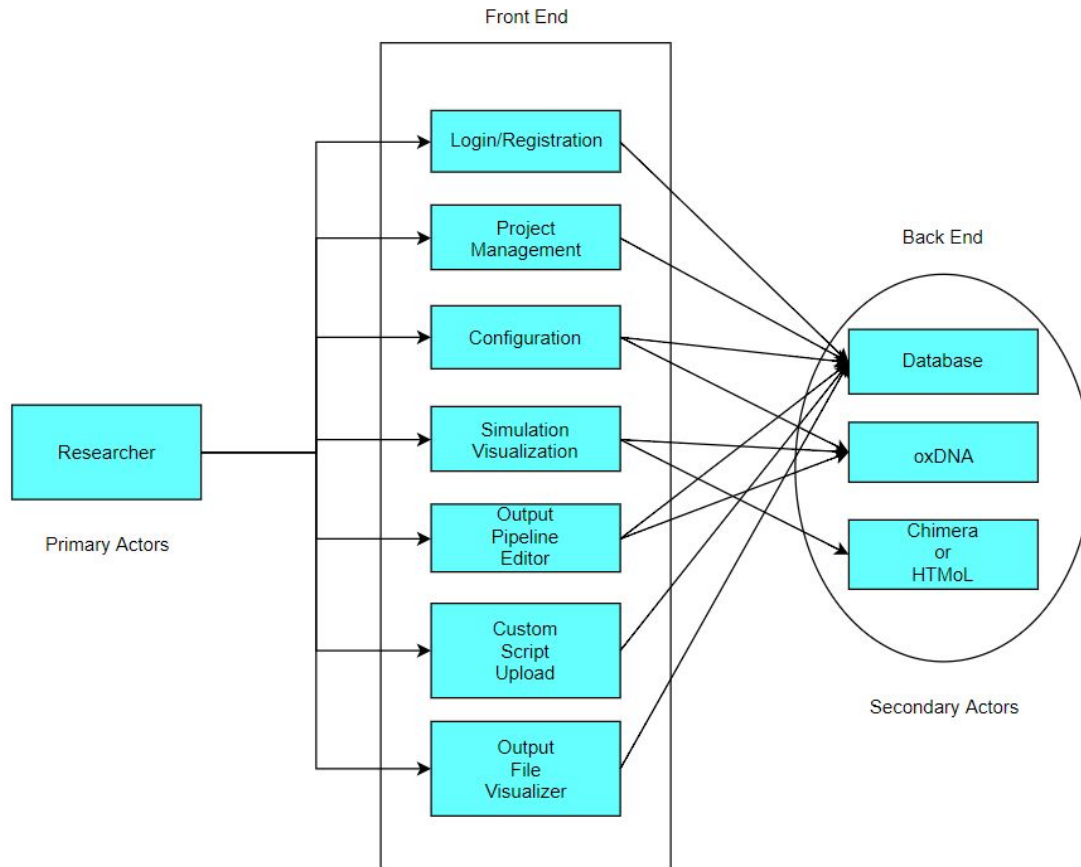 Front End
Login/Registration
Project
Management
Back End
Configuration
Database
Simulation
Visualization
Researcher
oxDNA
Output
Pipeline
Editor
Chimera
or
HTMoL
Primary Actors
Custom
Script
Upload
Secondary Actors
Output
File
Visualizer